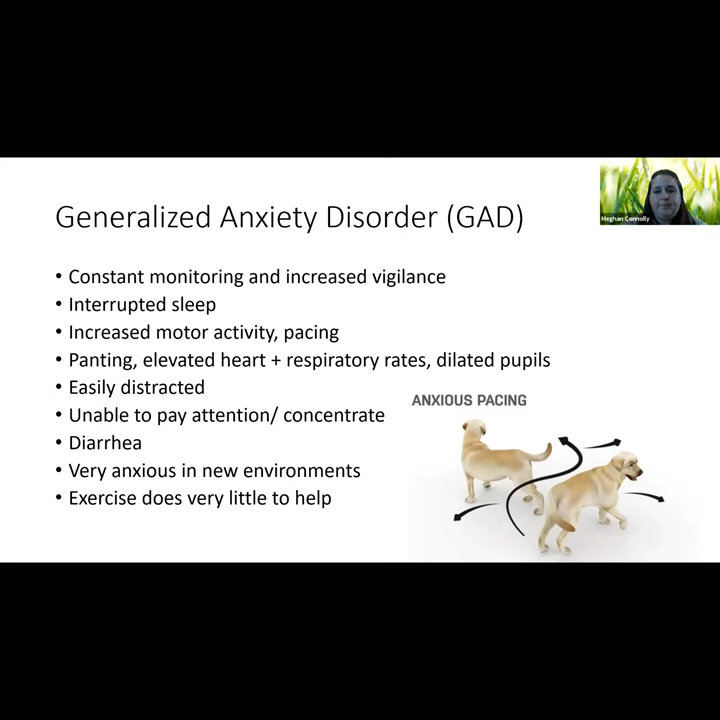 Generalized Anxiety Disorder (GAD)
Meghan Connolly
• Constant monitoring and increased vigilance
• Interrupted sleep
• Increased motor activity, pacing
• Panting, elevated heart + respiratory rates, dilated pupils
• Easily distracted
• Unable to pay attention/ concentrate
• Diarrhea
• Very anxious in new environments
• Exercise does very little to help
ANXIOUS PACING